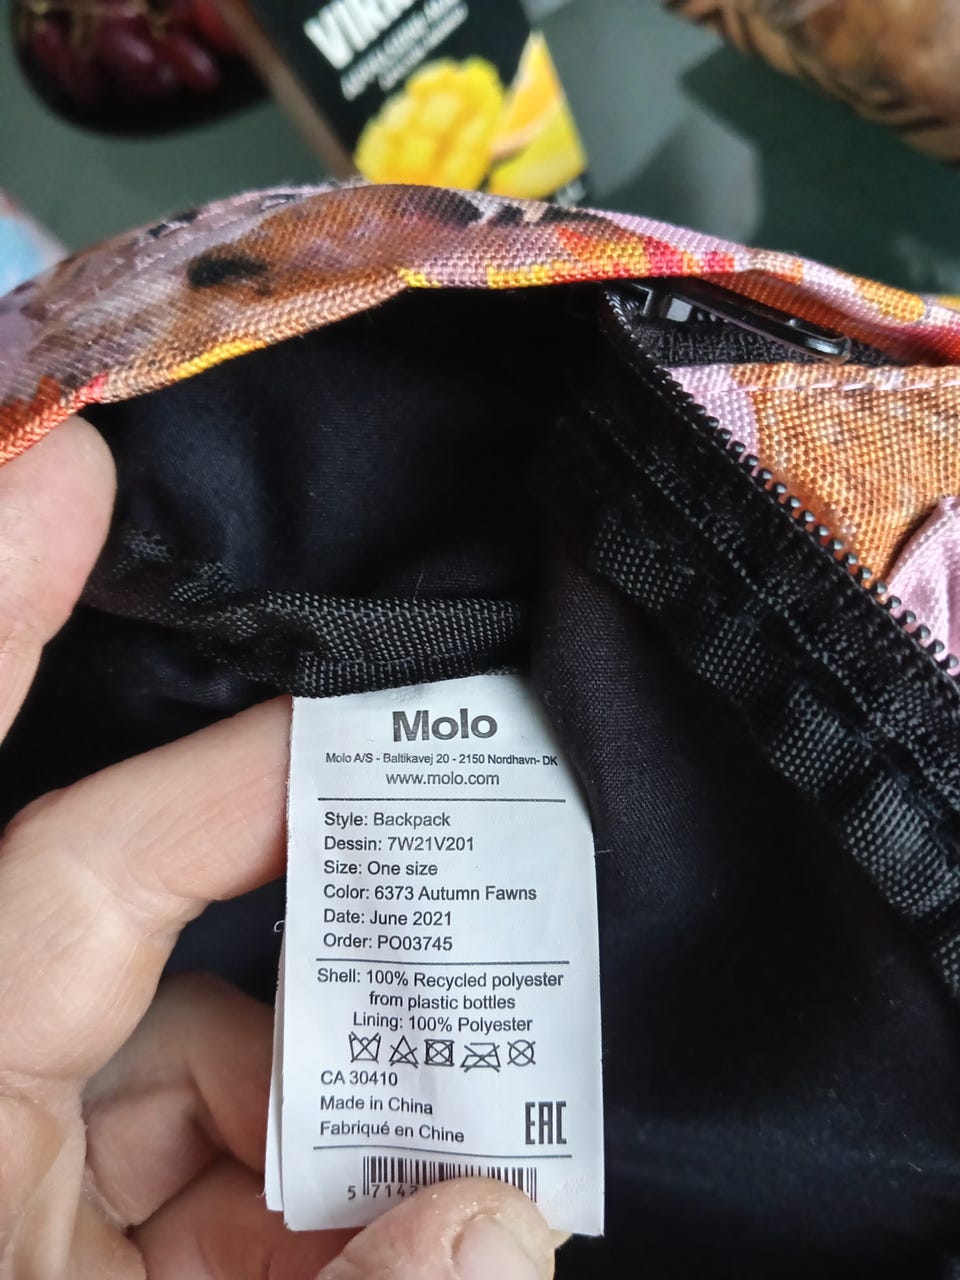 Molo
Molo A/S - Baltikavej 20 - 2150 Nordhavn- DK
www.molo.com
Style: Backpack
Dessin: 7W21V201
Size: One size
Color: 6373 Autumn Fawns
Date: June 2021
Order: PO03745
Shell: 100% Recycled polyester
from plastic bottles
Lining: 100% Polyester
CA 30410
Made in China
Fabriqué en Chine
EAC
5 7142